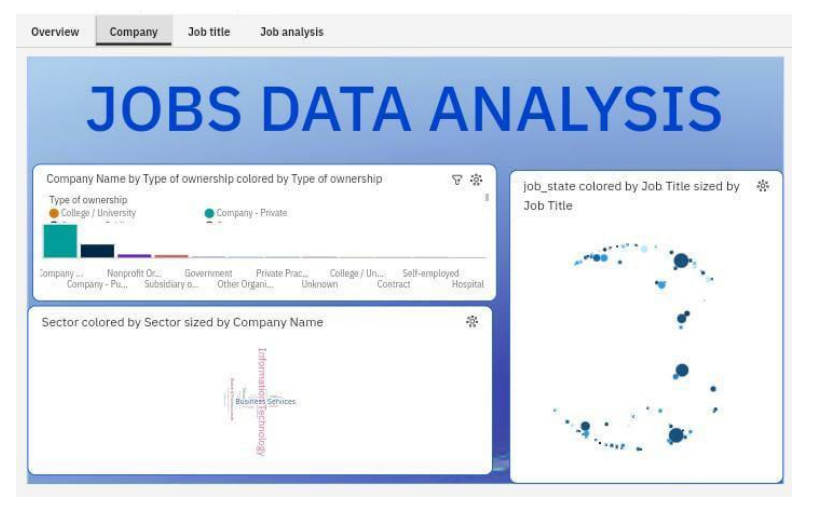 Overview Company Job title Job analysis
JOBS DATA ANALYSIS
Company Name by Type of ownership colored by Type of ownership
Type of ownership
College / University Company - Private
Company ... Nonprofit Or... Government Private Prac... College / Un... Self-employed
Company - Pu... Subsidiary o... Other Organi... Unknown Contract Hospital
Sector colored by Sector sized by Company Name
Information Technology
Business Services
job_state colored by Job Title sized by
Job Title